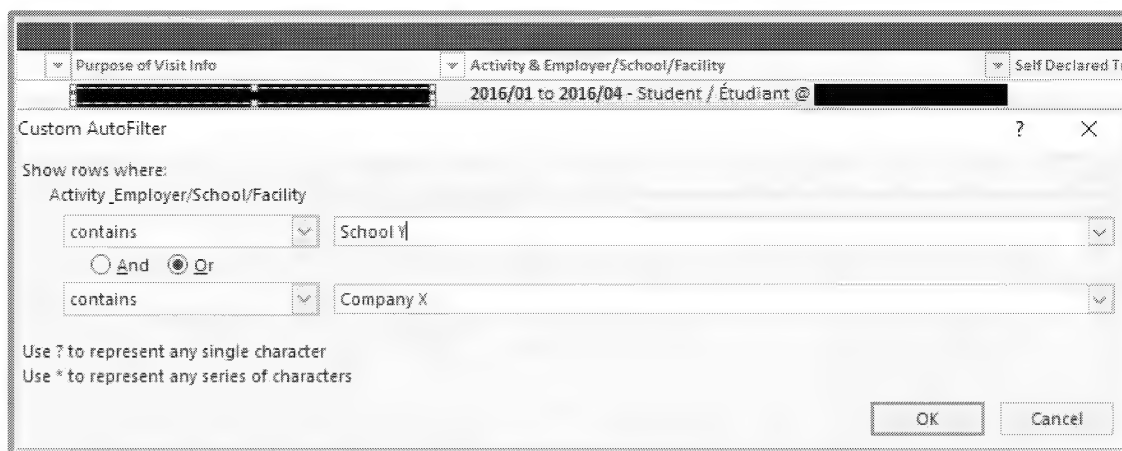 Purpose of Visit Info Activity & Employer/School/Facility Self Declared
2016/01 to 2016/04 - Student / Étudiant @
Custom AutoFilter ? X
Show rows where:
Activity_Employer/School/Facility
contains School Y
And Or
contains Company X
Use ? to represent any single character
Use * to represent any series of characters
OK Cancel